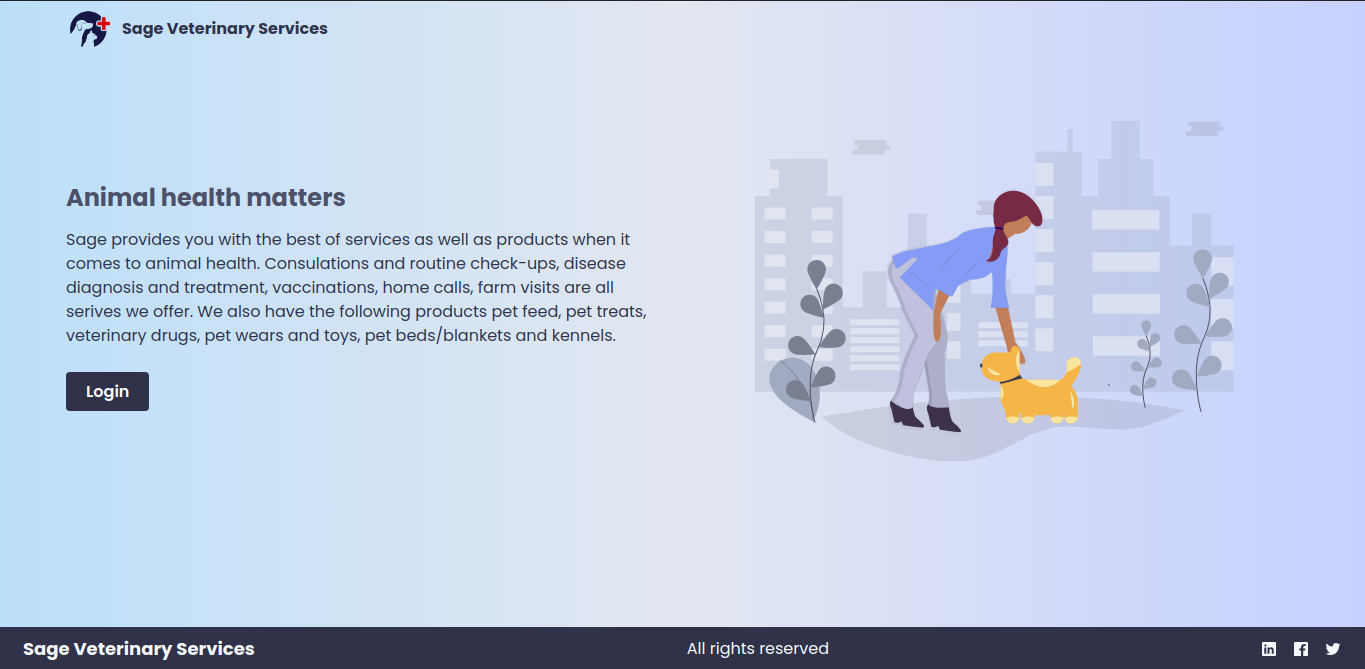 Sage Veterinary Services
Animal health matters
Sage provides you with the best of services as well as products when it
comes to animal health. Consulations and routine check-ups, disease
diagnosis and treatment, vaccinations, home calls, farm visits are all
serives we offer. We also have the following products pet feed, pet treats,
veterinary drugs, pet wears and toys, pet beds/blankets and kennels.
Login
Sage Veterinary Services
All rights reserved